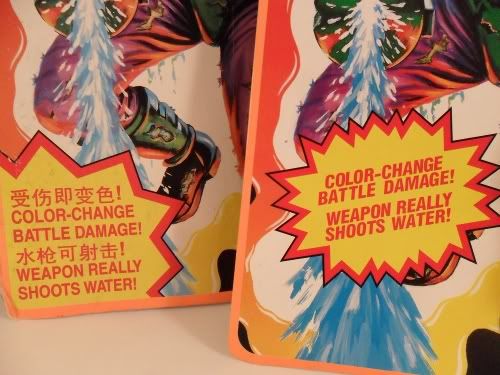 受伤即变色!
COLOR-CHANGE
BATTLE DAMAGE!
水枪可射击!
WEAPON REALLY
SHOOTS WATER!
COLOR-CHANGE
BATTLE DAMAGE!
WEAPON REALLY
SHOOTS WATER!